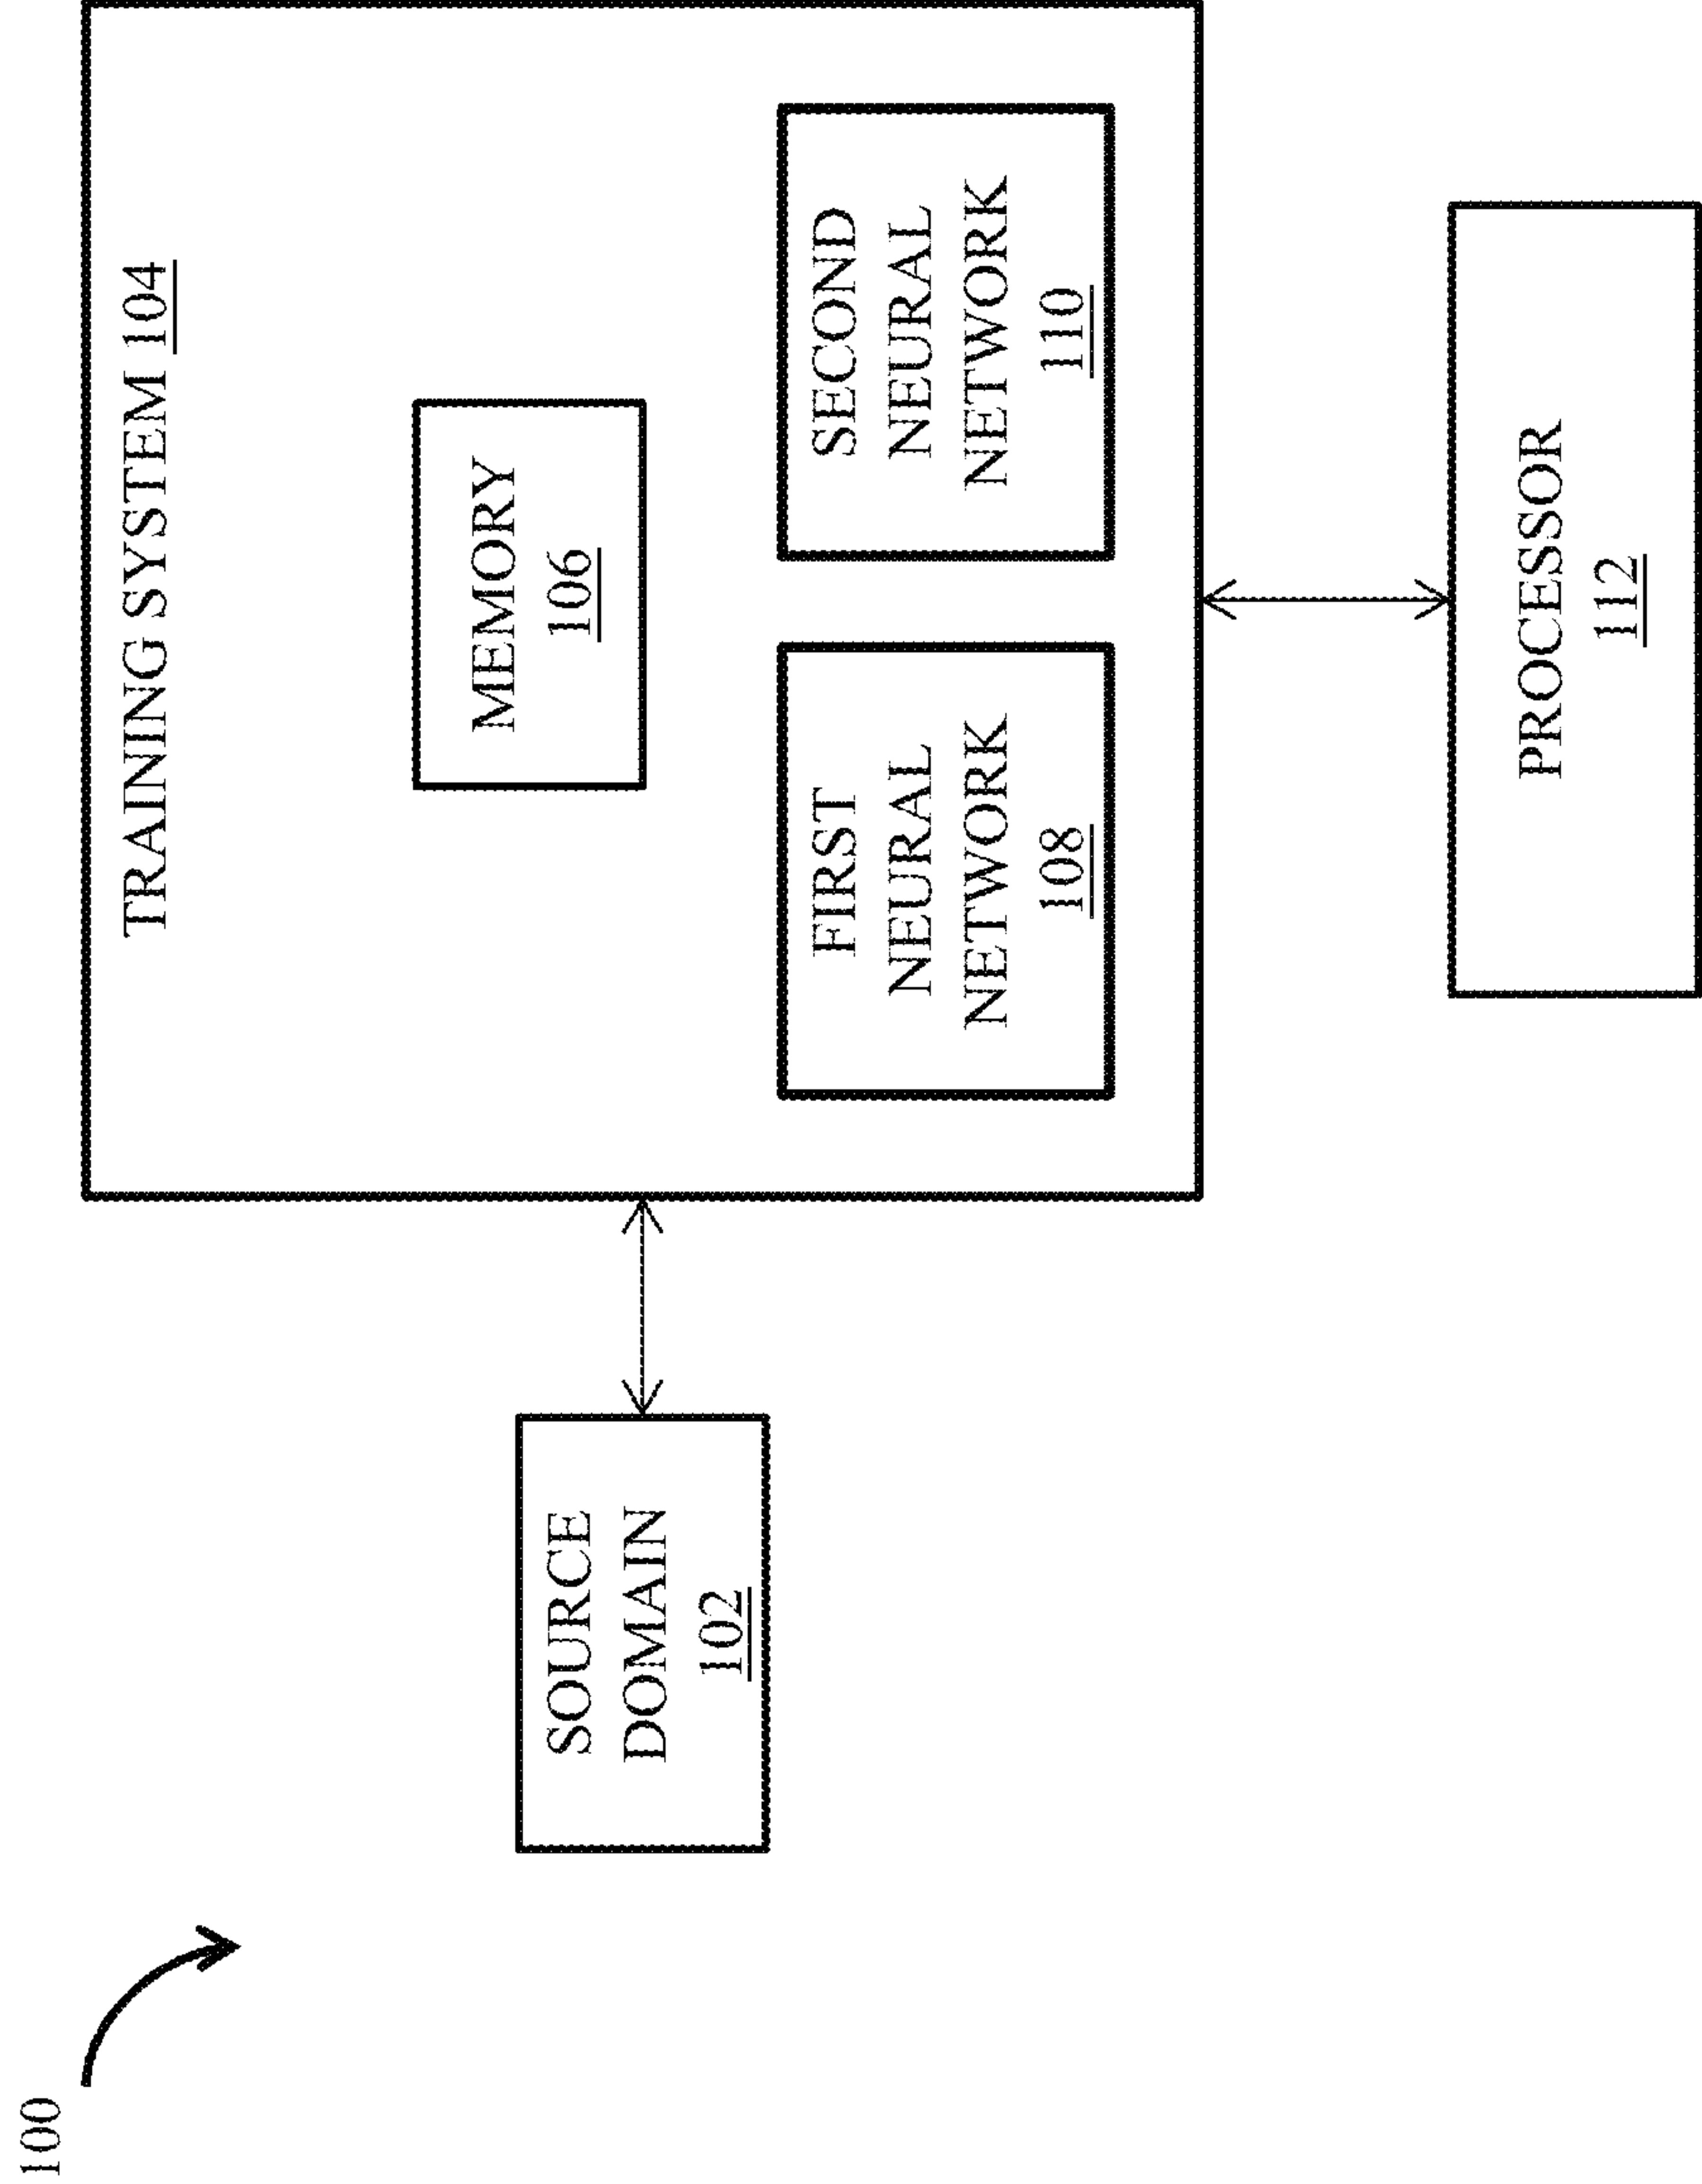 100
TRAINING SYSTEM 104
MEMORY
106
SOURCE
DOMAIN
102
FIRST
NEURAL
NETWORK
108
SECOND
NEURAL
NETWORK
110
PROCESSOR
112